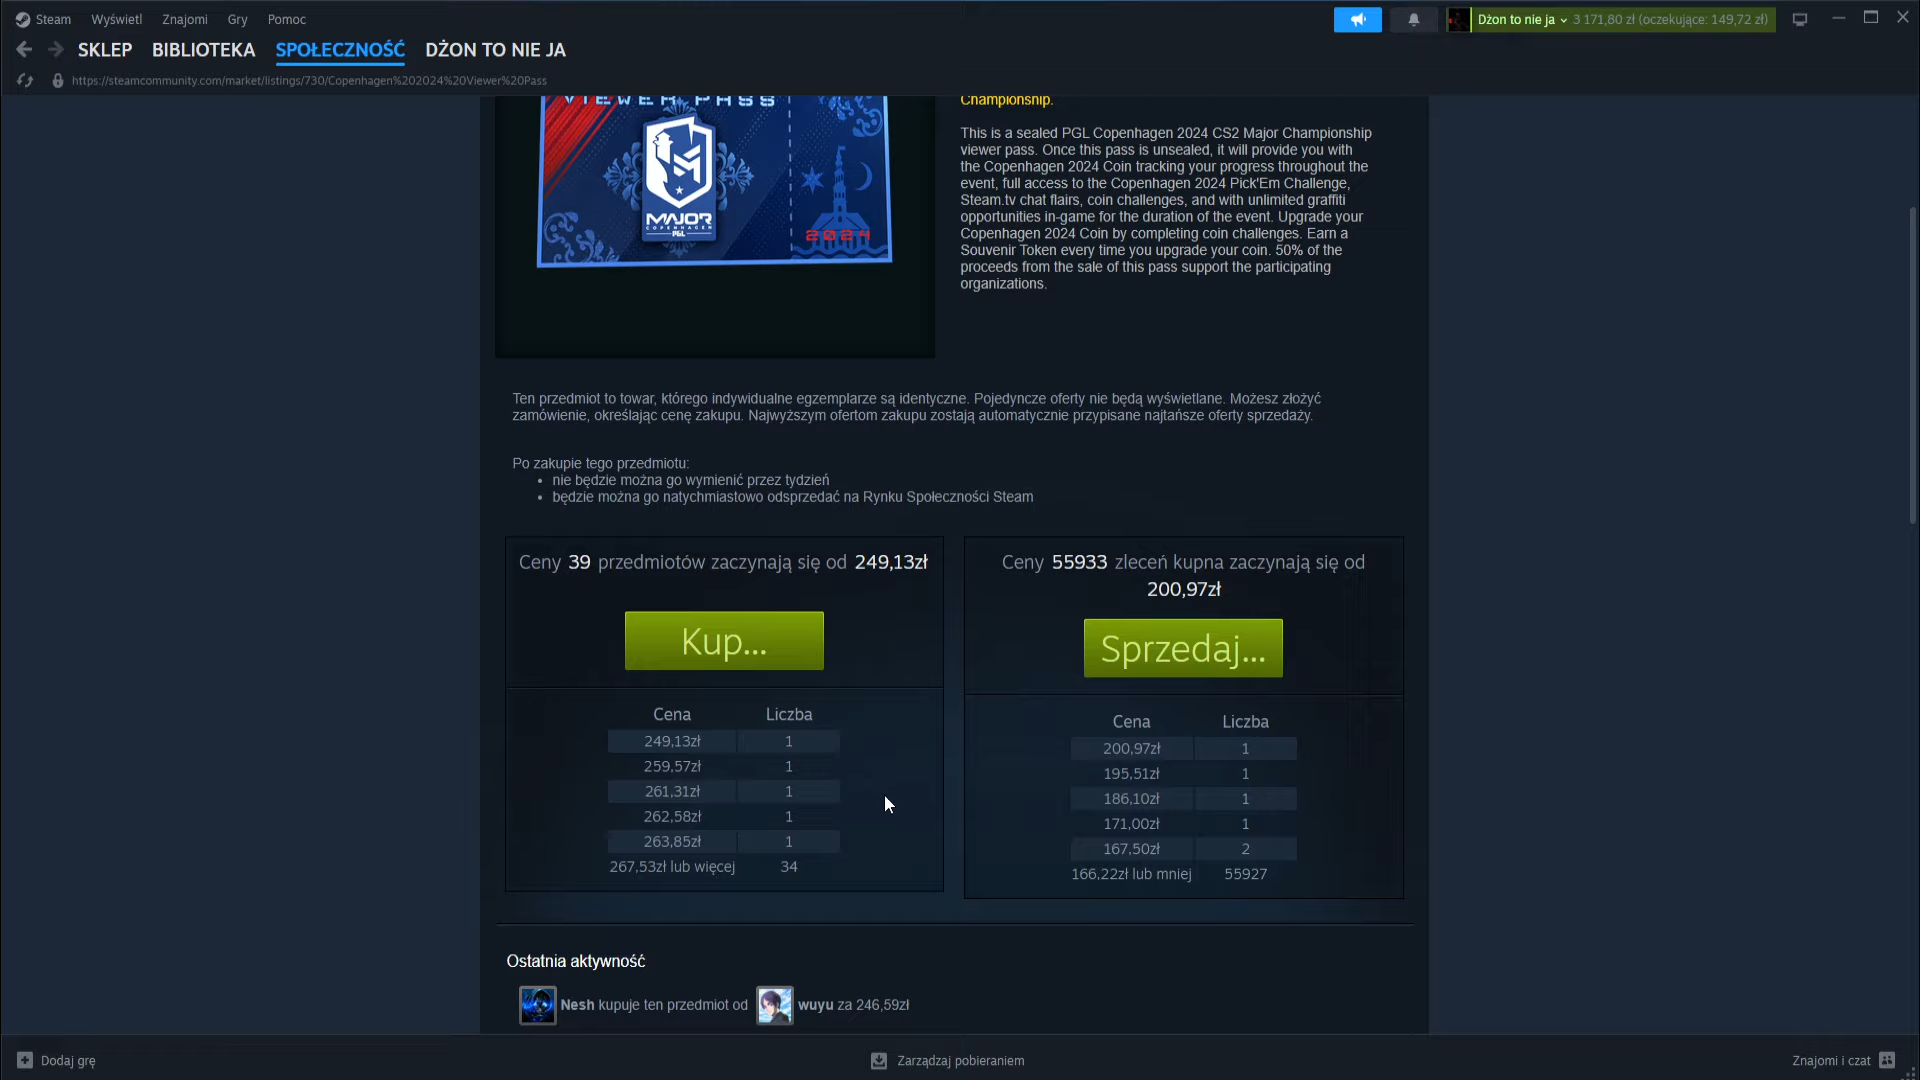 Steam Wyświetl Znajomi Gry Pomoc
Dżon to nie ja 3 171,80 zł (oczekujące: 149,72 zł)
SKLEP BIBLIOTEKA SPOŁECZNOŚĆ DŻON TO NIE JA
https://steamcommunity.com/market/listings/730/Copenhagen%202024%20Viewer%20Pass
VIEWER PASS
MAJOR
COPENHAGEN
PGL
2024
Championship.
This is a sealed PGL Copenhagen 2024 CS2 Major Championship
viewer pass. Once this pass is unsealed, it will provide you with
the Copenhagen 2024 Coin tracking your progress throughout the
event, full access to the Copenhagen 2024 Pick'Em Challenge,
Steam.tv chat flairs, coin challenges, and with unlimited graffiti
opportunities in-game for the duration of the event. Upgrade your
Copenhagen 2024 Coin by completing coin challenges. Earn a
Souvenir Token every time you upgrade your coin. 50% of the
proceeds from the sale of this pass support the participating
organizations.
Ten przedmiot to towar, którego indywidualne egzemplarze są identyczne. Pojedyncze oferty nie będą wyświetlane. Możesz złożyć
zamówienie, określając cenę zakupu. Najwyższym ofertom zakupu zostają automatycznie przypisane najtańsze oferty sprzedaży.
Po zakupie tego przedmiotu:
• nie będzie można go wymienić przez tydzień
• będzie można go natychmiastowo odsprzedać na Rynku Społeczności Steam
Ceny 39 przedmiotów zaczynają się od 249,13zł
Kup...
Cena Liczba
249,13zł 1
259,57zł 1
261,31zł 1
262,58zł 1
263,85zł 1
267,53zł lub więcej 34
Ceny 55933 zleceń kupna zaczynają się od
200,97zł
Sprzedaj...
Cena Liczba
200,97zł 1
195,51zł 1
186,10zł 1
171,00zł 1
167,50zł 2
166,22zł lub mniej 55927
Ostatnia aktywność
Nesh kupuje ten przedmiot od wuyu za 246,59zł
Dodaj grę
Zarządzaj pobieraniem
Znajomi i czat